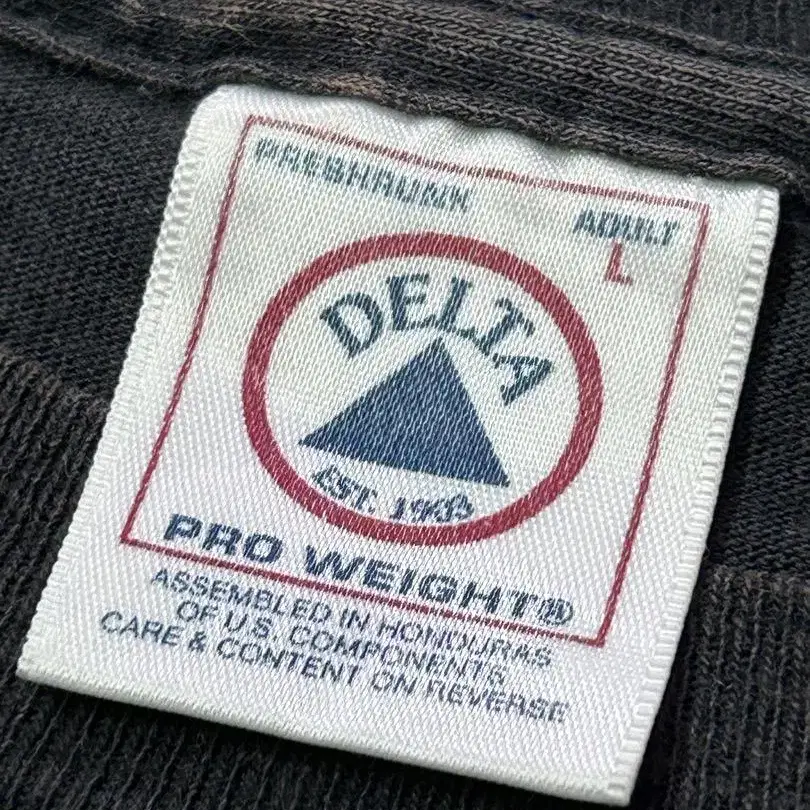 PRESHRUNK
ADULT
L
DELTA
EST. 1903
PRO WEIGHT®
ASSEMBLED IN HONDURAS
OF U.S. COMPONENTS
CARE & CONTENT ON REVERSE